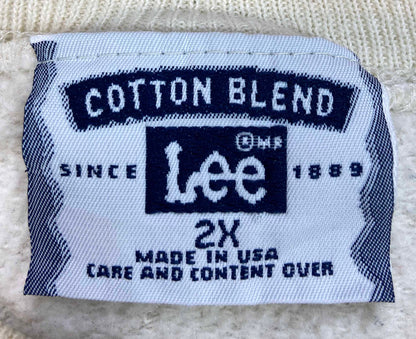 COTTON BLEND
® MR
SINCE Lee 1889
2X
MADE IN USA
CARE AND CONTENT OVER